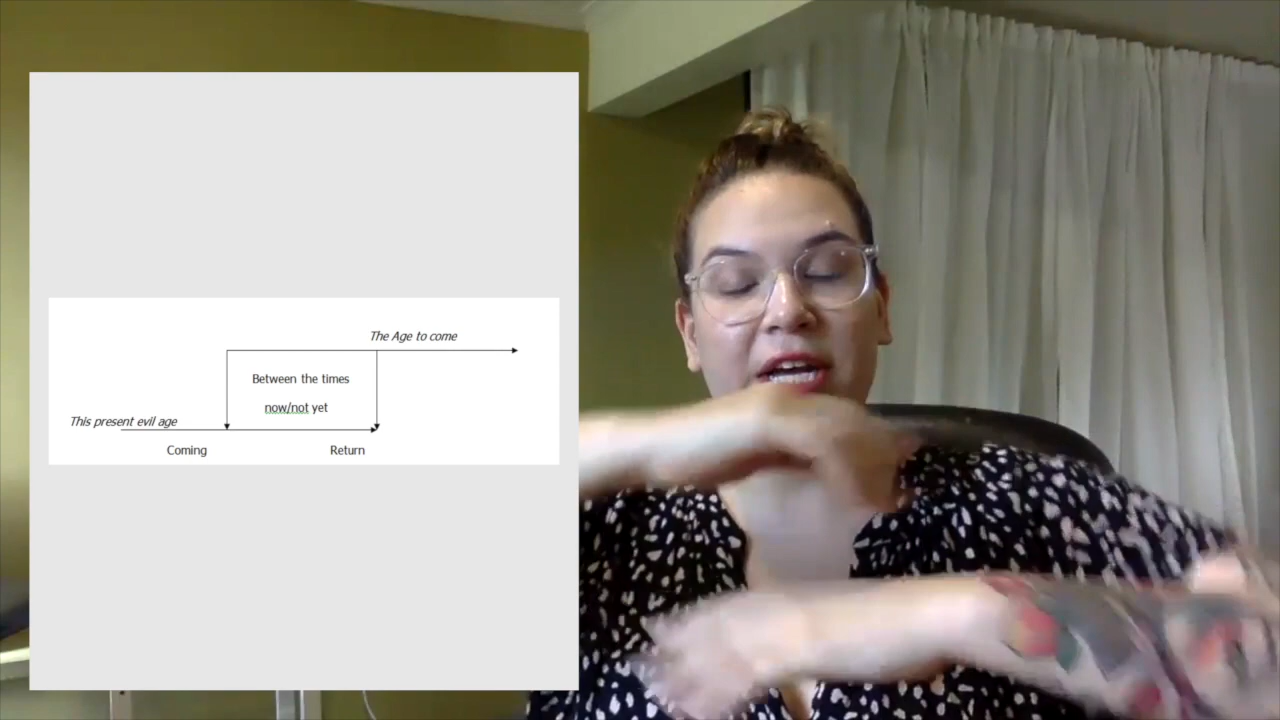 The Age to come
Between the times
now/not yet
This present evil age
Coming
Return